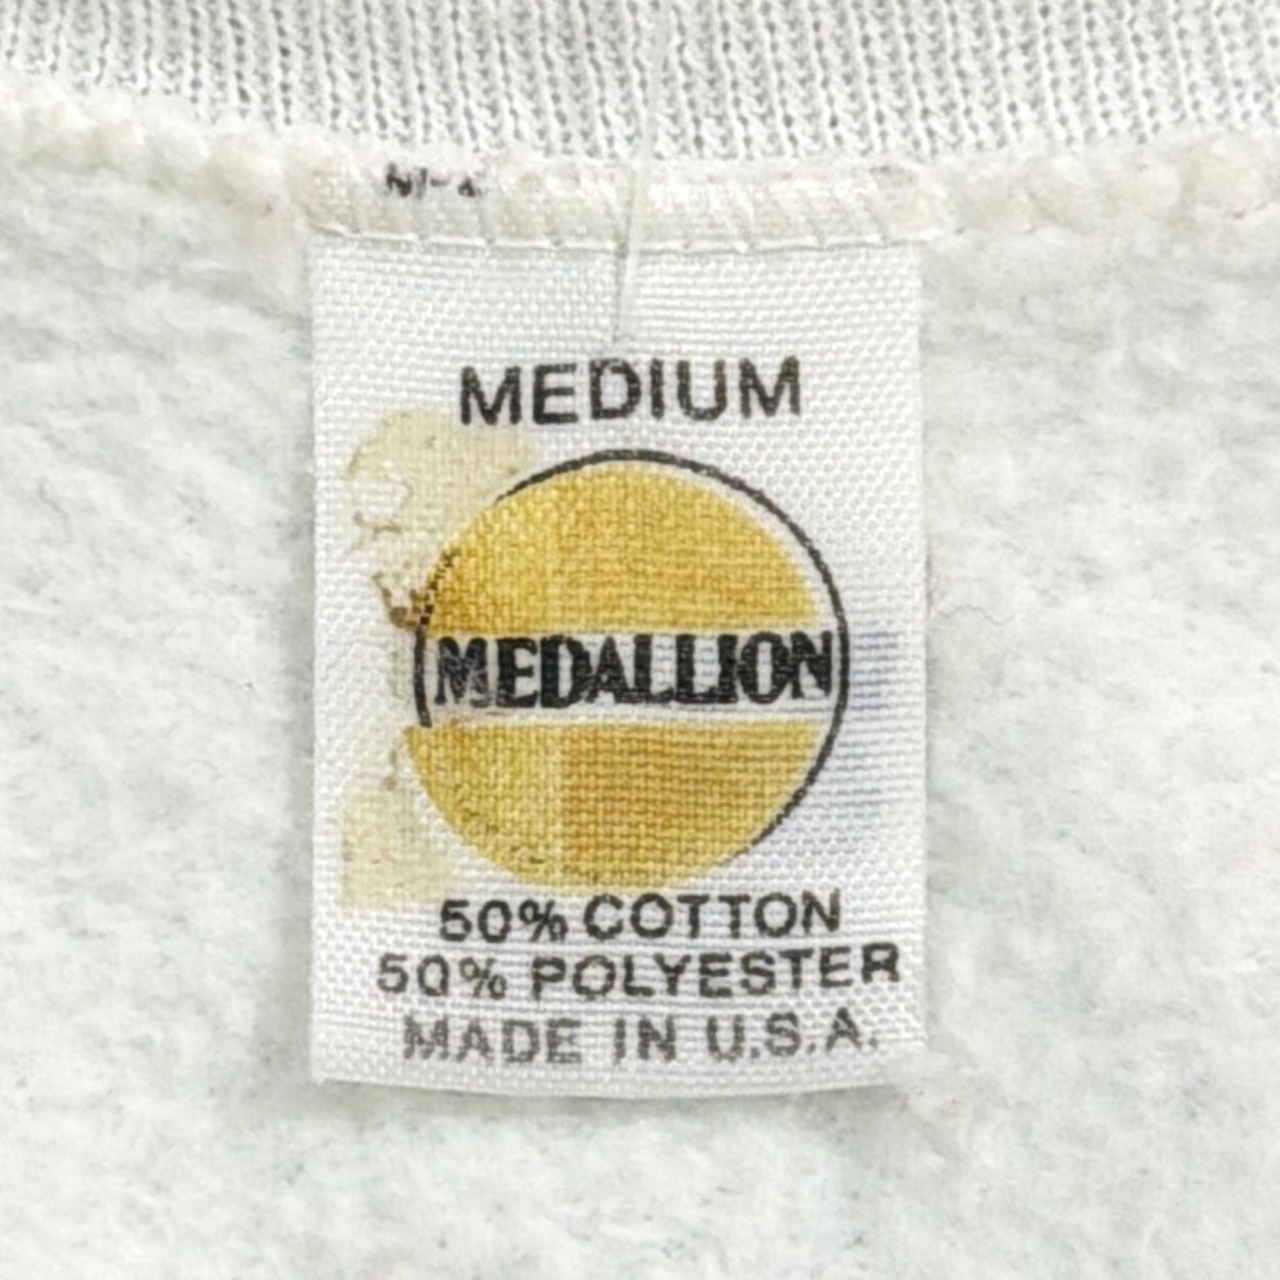 MEDIUM
MEDALLION
50% COTTON
50% POLYESTER
MADE IN U.S.A.